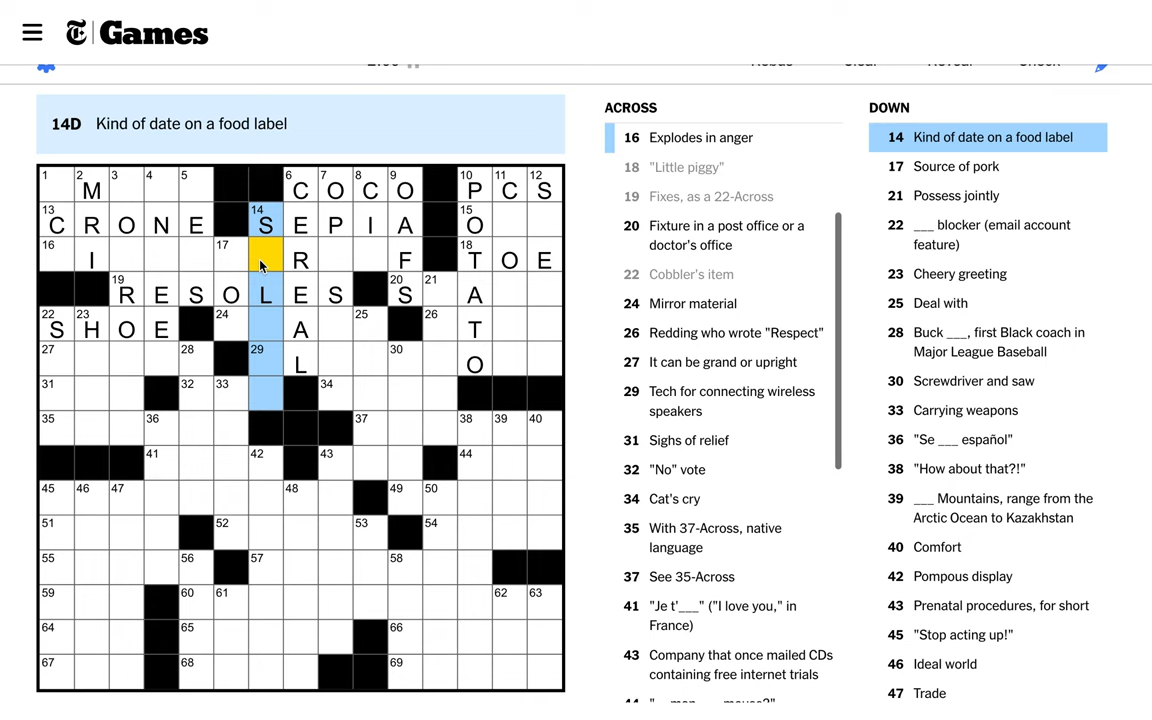 Games
14D Kind of date on a food label
1 2 3 4 5 6 7 8 9 10 11 12
M C O C O P C S
13 14 15
C R O N E S E P I A O
16 17 18
I R F T O E
19 20 21
R E S O L E S S A
22 23 24 25 26
S H O E A T
27 28 29 30
L O
31 32 33 34
35 36 37 38 39 40
41 42 43 44
45 46 47 48 49 50
51 52 53 54
55 56 57 58
59 60 61 62 63
64 65 66
67 68 69
ACROSS
16 Explodes in anger
18 "Little piggy"
19 Fixes, as a 22-Across
20 Fixture in a post office or a
doctor's office
22 Cobbler's item
24 Mirror material
26 Redding who wrote "Respect"
27 It can be grand or upright
29 Tech for connecting wireless
speakers
31 Sighs of relief
32 "No" vote
34 Cat's cry
35 With 37-Across, native
language
37 See 35-Across
41 "Je t'___" ("I love you," in
France)
43 Company that once mailed CDs
containing free internet trials
DOWN
14 Kind of date on a food label
17 Source of pork
21 Possess jointly
22 ___ blocker (email account
feature)
23 Cheery greeting
25 Deal with
28 Buck ___, first Black coach in
Major League Baseball
30 Screwdriver and saw
33 Carrying weapons
36 "Se ___ español"
38 "How about that?!"
39 ___ Mountains, range from the
Arctic Ocean to Kazakhstan
40 Comfort
42 Pompous display
43 Prenatal procedures, for short
45 "Stop acting up!"
46 Ideal world
47 Trade